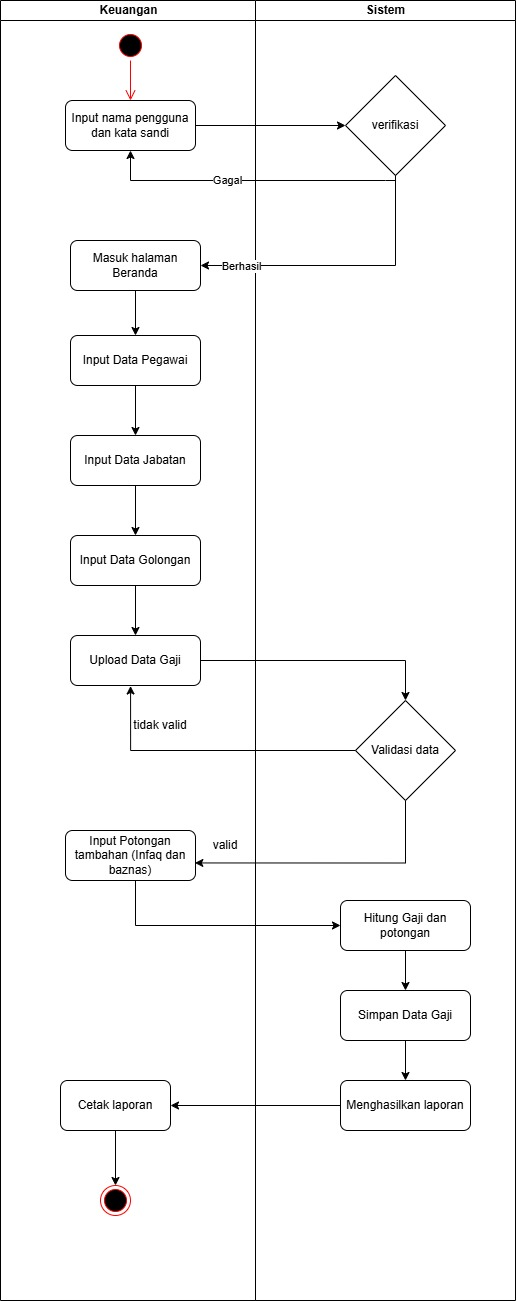 Keuangan
Sistem
Input nama pengguna
dan kata sandi
verifikasi
Gagal
Berhasil
Masuk halaman
Beranda
Input Data Pegawai
Input Data Jabatan
Input Data Golongan
Upload Data Gaji
tidak valid
Validasi data
valid
Input Potongan
tambahan (Infaq dan
baznas)
Hitung Gaji dan
potongan
Simpan Data Gaji
Menghasilkan laporan
Cetak laporan